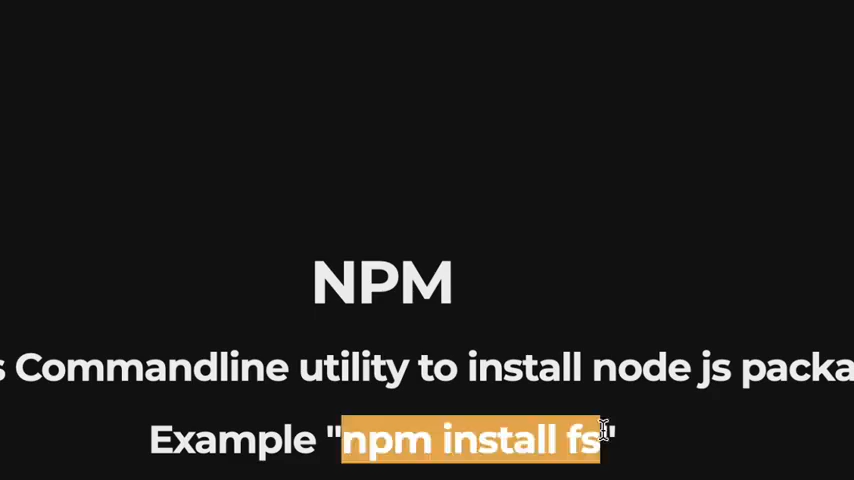 NPM
s Commandline utility to install node js packa
Example "npm install fs"